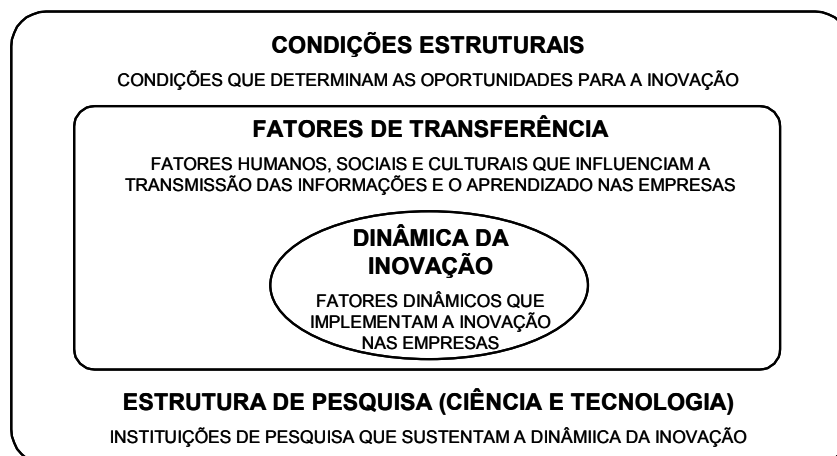 CONDIÇÕES ESTRUTURAIS
CONDIÇÕES QUE DETERMINAM AS OPORTUNIDADES PARA A INOVAÇÃO
FATORES DE TRANSFERÊNCIA
FATORES HUMANOS, SOCIAIS E CULTURAIS QUE INFLUENCIAM A
TRANSMISSÃO DAS INFORMAÇÕES E O APRENDIZADO NAS EMPRESAS
DINÂMICA DA
INOVAÇÃO
FATORES DINÂMICOS QUE
IMPLEMENTAM A INOVAÇÃO
NAS EMPRESAS
ESTRUTURA DE PESQUISA (CIÊNCIA E TECNOLOGIA)
INSTITUIÇÕES DE PESQUISA QUE SUSTENTAM A DINÂMIICA DA INOVAÇÃO